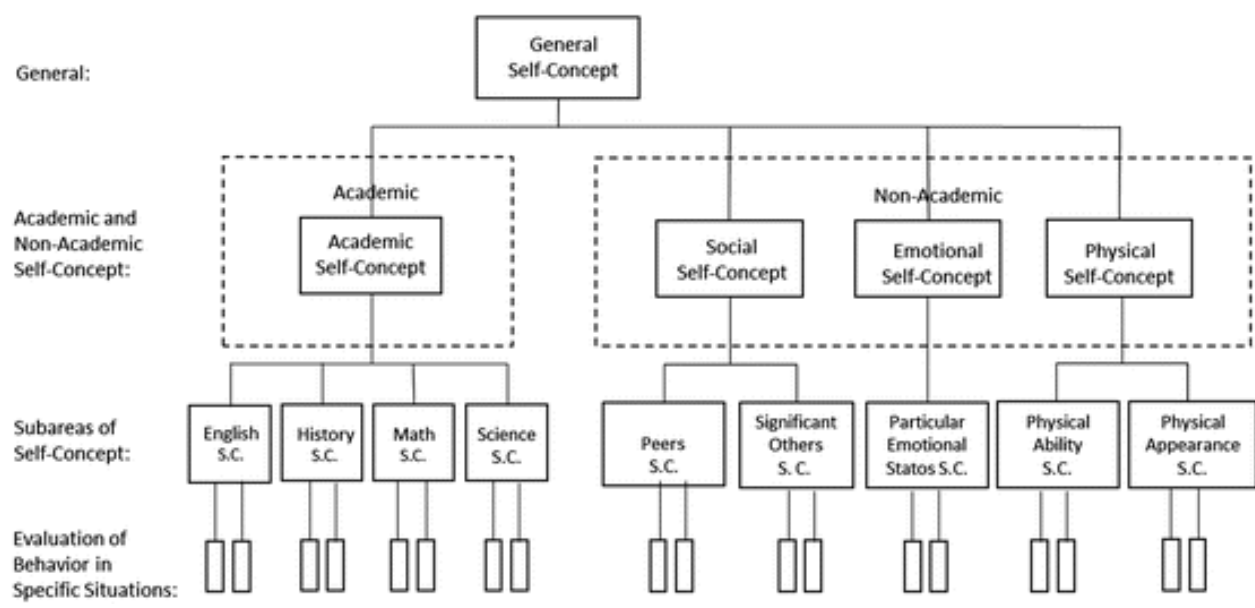 General
Self-Concept
General:
Academic
Non-Academic
Academic and
Non-Academic
Self-Concept:
Academic
Self-Concept
Social
Self-Concept
Emotional
Self-Concept
Physical
Self-Concept
Subareas of
Self-Concept:
English
S.C.
History
S.C.
Math
S.C.
Science
S.C.
Peers
S.C.
Significant
Others
S. C.
Particular
Emotional
Statos S.C.
Physical
Ability
S.C.
Physical
Appearance
S.C.
Evaluation of
Behavior in
Specific Situations: